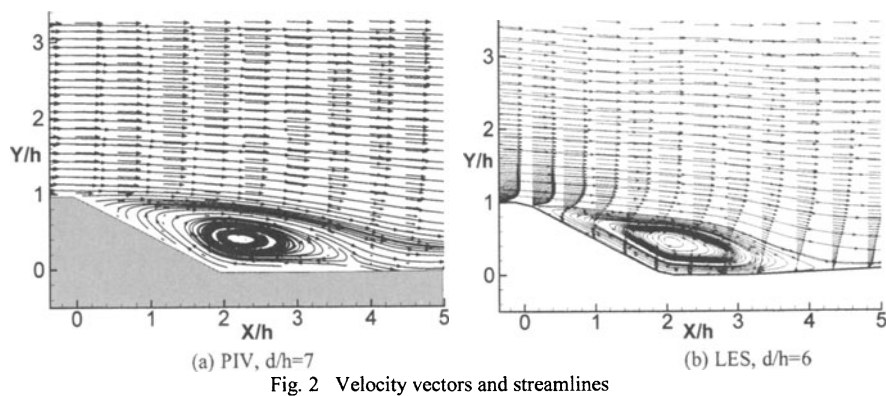 3
2
Y/h
1
0
0
1
2
3
4
5
X/h
(a) PIV, d/h=7
3
2
Y/h
1
0
0
1
2
3
4
5
X/h
(b) LES, d/h=6
Fig. 2 Velocity vectors and streamlines